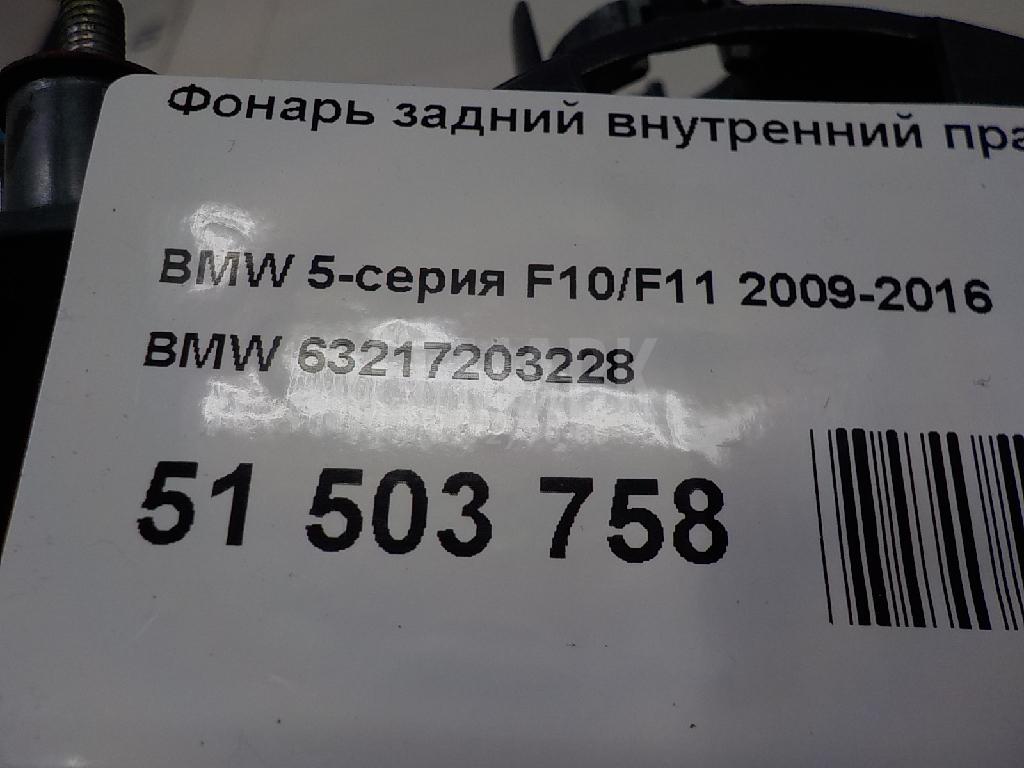 Фонарь задний внутренний пра
BMW 5-серия F10/F11 2009-2016
BMW 63217203228
51 503 758